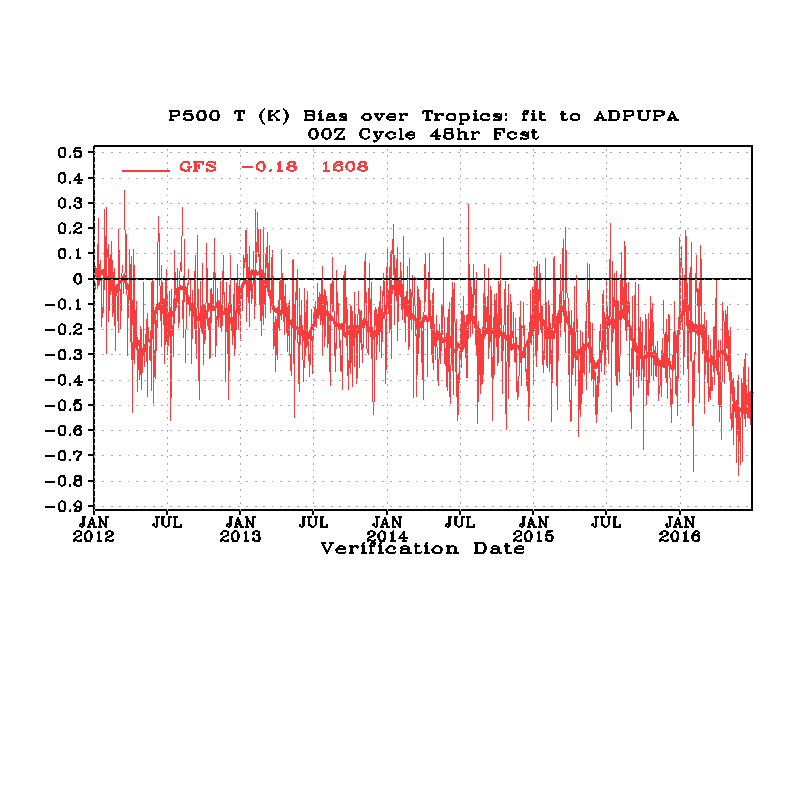 P500 T (K) Bias over Tropics: fit to ADPUPA
00Z Cycle 48hr Fcst
GFS -0.18 1608
0.5
0.4
0.3
0.2
0.1
0
-0.1
-0.2
-0.3
-0.4
-0.5
-0.6
-0.7
-0.8
-0.9
JAN JUL JAN JUL JAN JUL JAN JUL JAN
2012 2013 2014 2015 2016
Verification Date